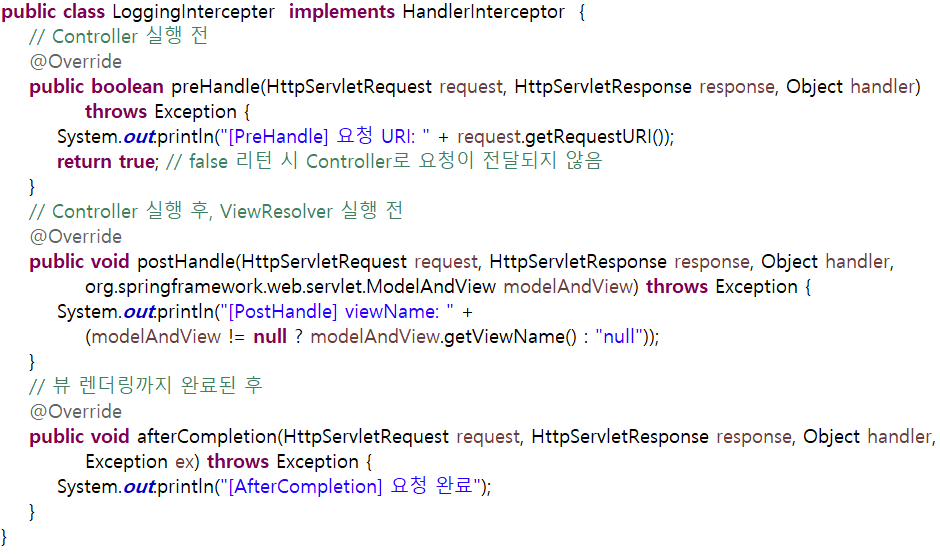 public class LoggingIntercepter implements HandlerInterceptor {
// Controller 실행 전
@Override
public boolean preHandle(HttpServletRequest request, HttpServletResponse response, Object handler)
throws Exception {
System.out.println("[PreHandle] 요청 URI: " + request.getRequestURI());
return true; // false 리턴 시 Controller로 요청이 전달되지 않음
}
// Controller 실행 후, ViewResolver 실행 전
@Override
public void postHandle(HttpServletRequest request, HttpServletResponse response, Object handler,
org.springframework.web.servlet.ModelAndView modelAndView) throws Exception {
System.out.println("[PostHandle] viewName: " +
(modelAndView != null ? modelAndView.getViewName() : "null"));
}
// 뷰 렌더링까지 완료된 후
@Override
public void afterCompletion(HttpServletRequest request, HttpServletResponse response, Object handler,
Exception ex) throws Exception {
System.out.println("[AfterCompletion] 요청 완료");
}
}